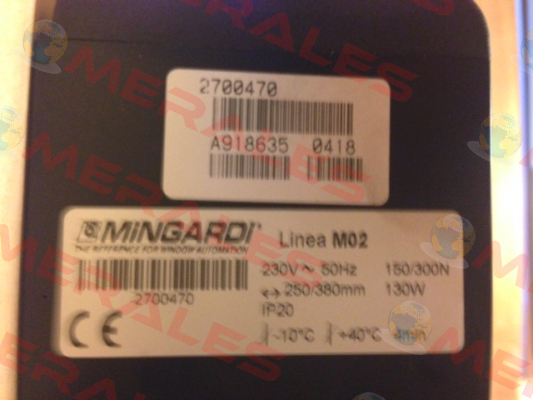 2700470
A918635 0418
MINGARDI Linea M02
THE REFERENCE FOR WINDOW AUTOMATION
230V ~ 50Hz 150/300N
↔ 250/380mm 130W
2700470
IP20
CE -10°C +40°C 4min
MERALES
MERALES
MERALES